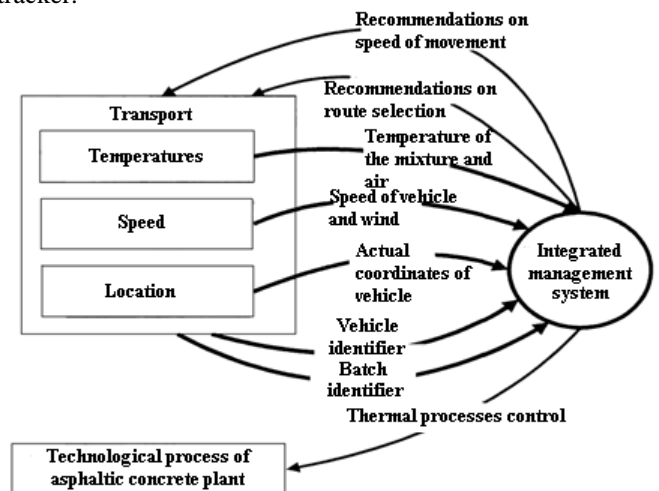 tracker.
Recommendations on
speed of movement
Transport
Recommendations on
route selection
Temperatures
Temperature of
the mixture and
air
Speed
Speed of vehicle
and wind
Location
Actual
coordinates of
vehicle
Integrated
management
system
Vehicle
identifier
Batch
identifier
Thermal processes control
Technological process of
asphaltic concrete plant